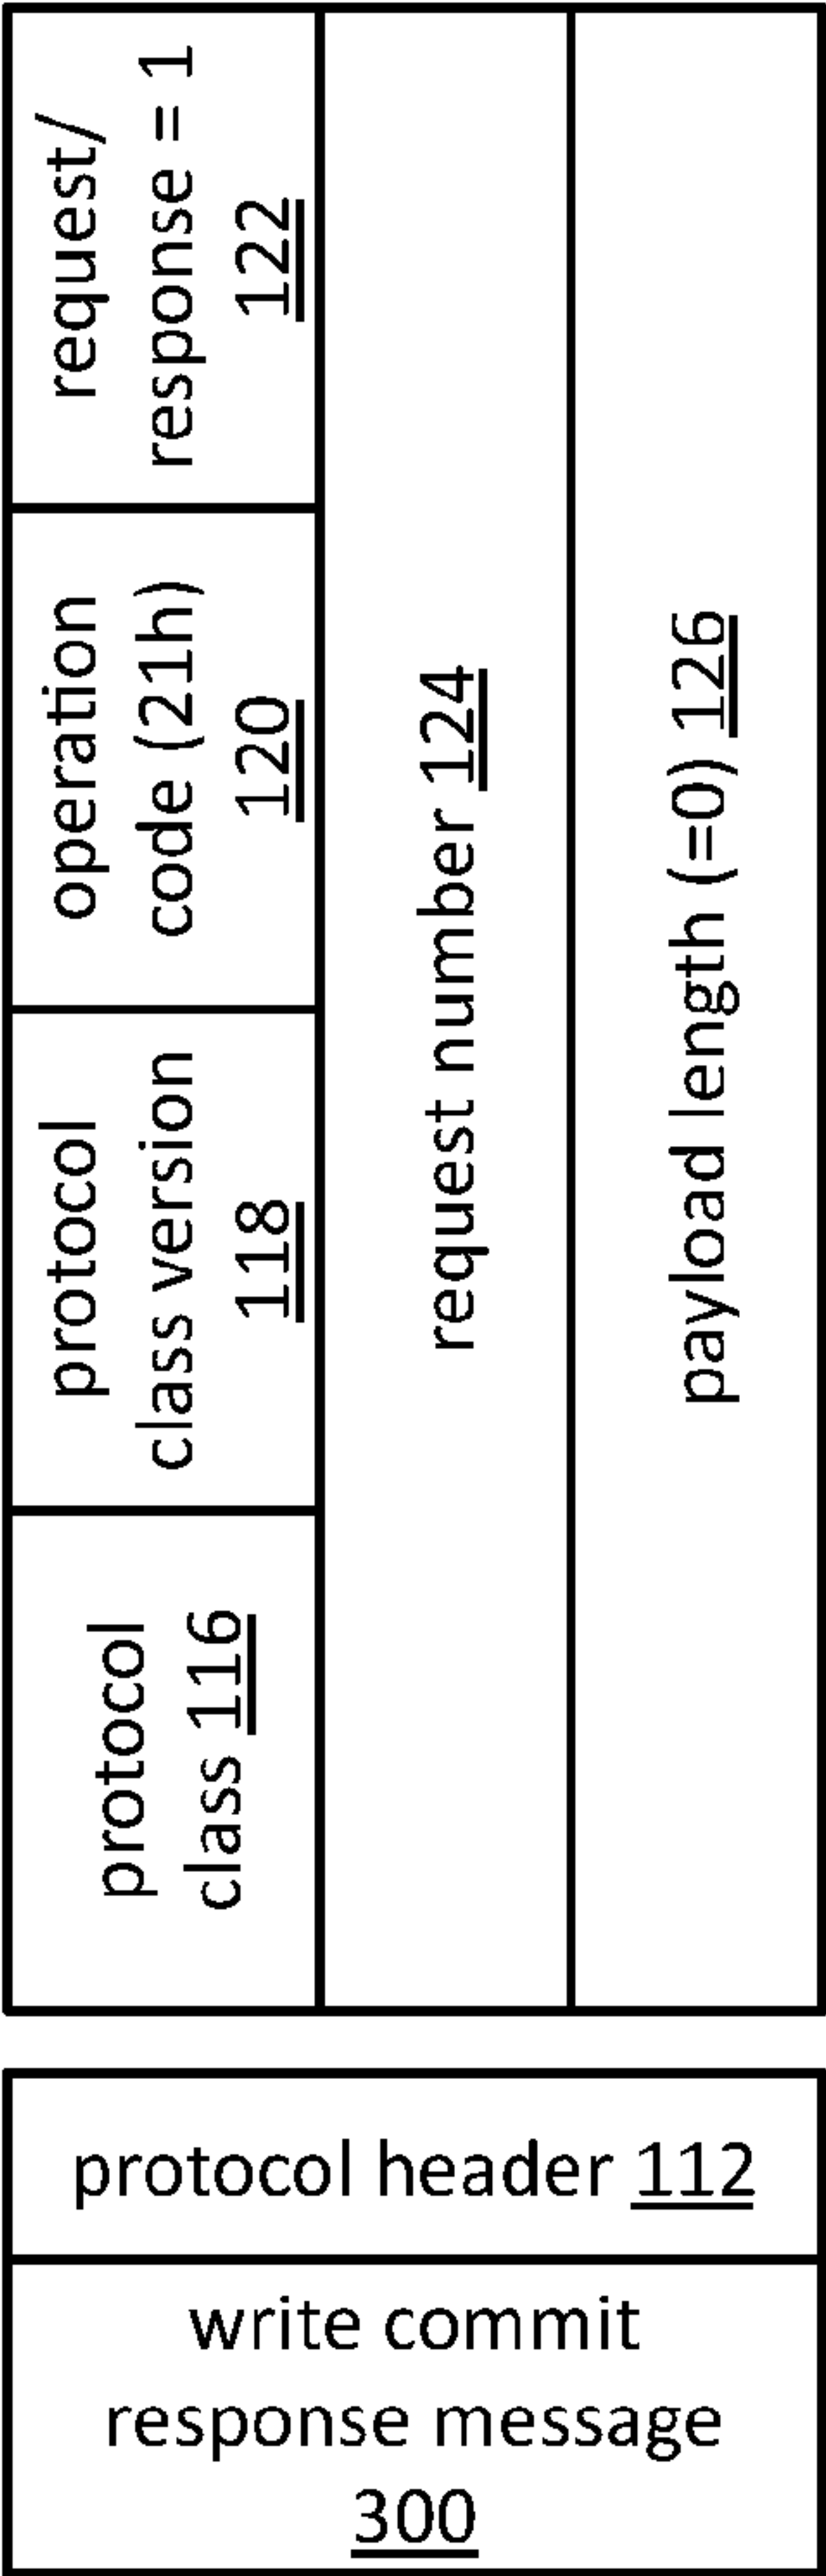 write commit
response message
300
protocol header 112
protocol
class 116
protocol
class version
118
operation
code (21h)
120
request/
response = 1
122
request number 124
payload length (=0) 126